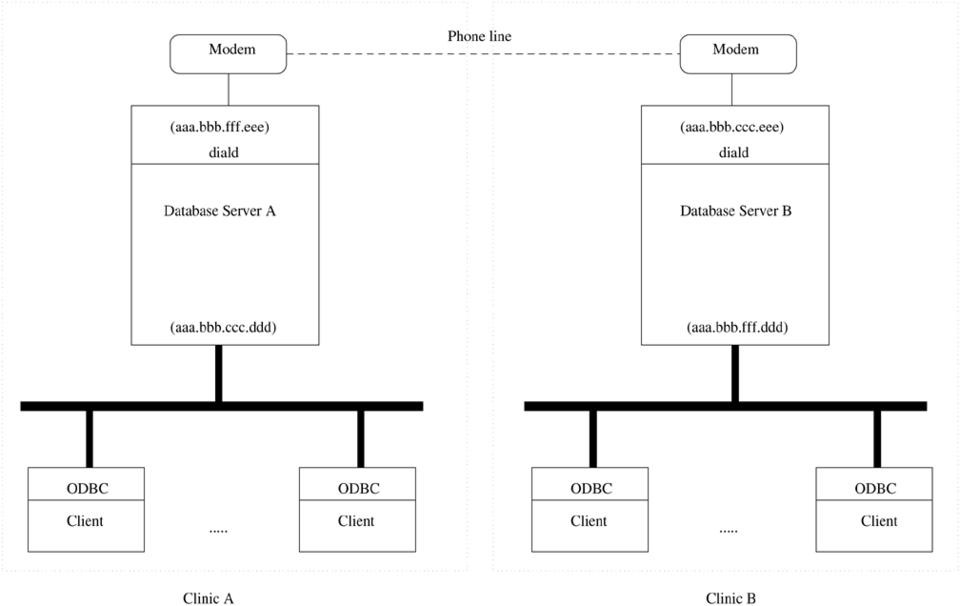 Phone line
Modem
Modem
(aaa.bbb.fff.eee)
diald
(aaa.bbb.ccc.eee)
diald
Database Server A
Database Server B
(aaa.bbb.ccc.ddd)
(aaa.bbb.fff.ddd)
ODBC
Client
.....
ODBC
Client
ODBC
Client
.....
ODBC
Client
Clinic A
Clinic B